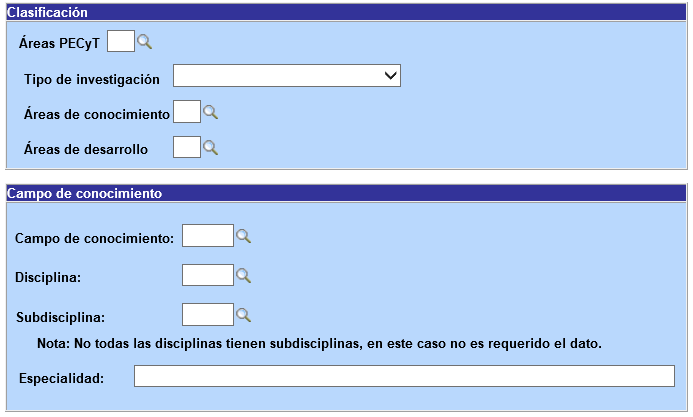 Clasificación
Áreas PECyT
Tipo de investigación
Áreas de conocimiento
Áreas de desarrollo
Campo de conocimiento
Campo de conocimiento:
Disciplina:
Subdisciplina:
Nota: No todas las disciplinas tienen subdisciplinas, en este caso no es requerido el dato.
Especialidad: